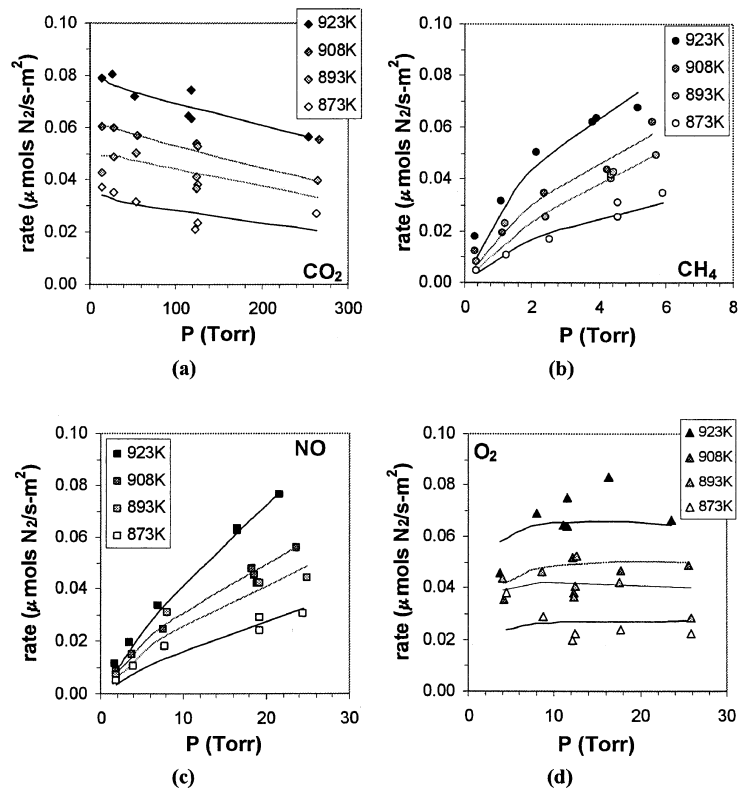 0.10
0.08
0.06
0.04
0.02
0.00
rate (μmols N2/s-m²)
923K
908K
893K
873K
CO2
0 100 200 300
P (Torr)
(a)
0.10
0.08
0.06
0.04
0.02
0.00
rate (μmols N2/s-m²)
923K
908K
893K
873K
CH4
0 2 4 6 8
P (Torr)
(b)
0.10
0.08
0.06
0.04
0.02
0.00
rate (μmols N2/s-m²)
923K
908K
893K
873K
NO
0 10 20 30
P (Torr)
(c)
0.10
0.08
0.06
0.04
0.02
0.00
rate (μmols N2/s-m²)
O2
923K
908K
893K
873K
0 10 20 30
P (Torr)
(d)